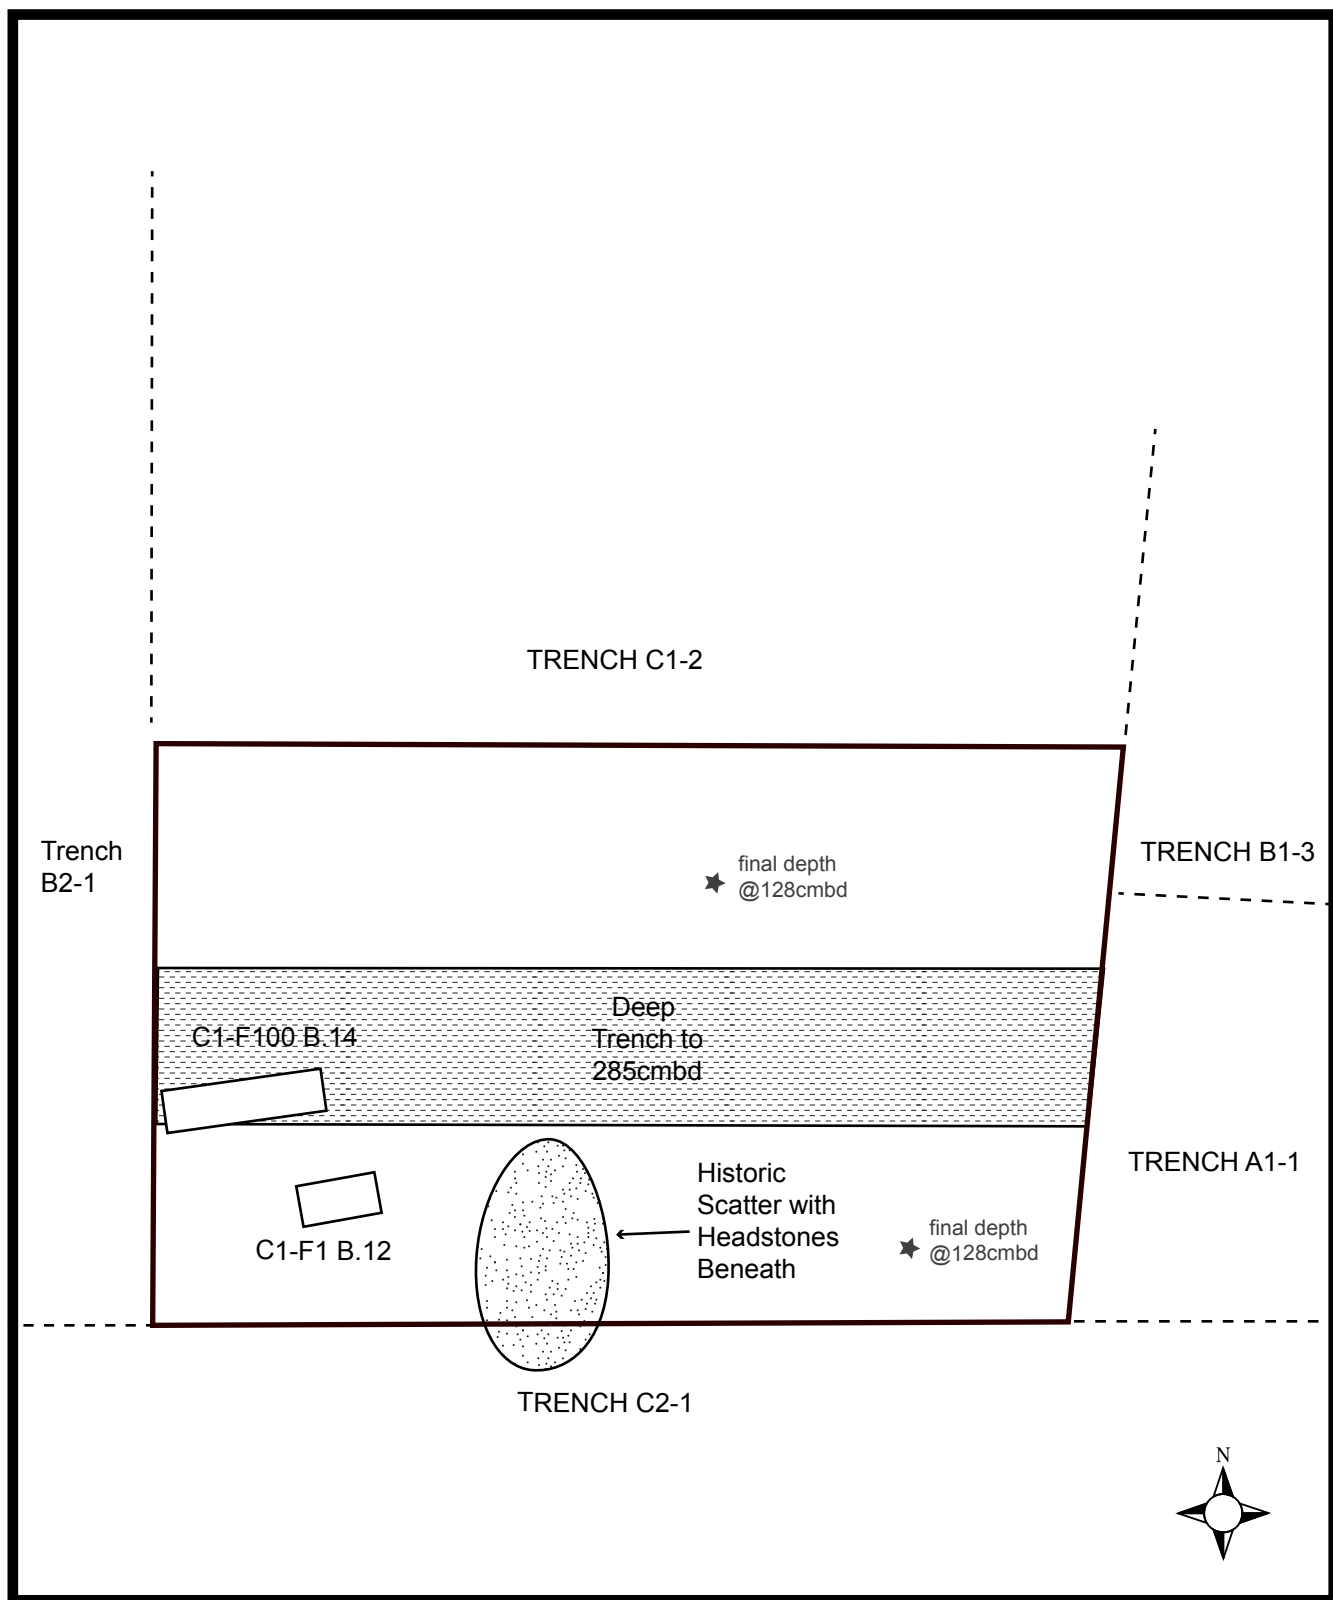 TRENCH C1-2
Trench
B2-1
final depth
@128cmbd
TRENCH B1-3
Deep
Trench to
285cmbd
C1-F100 B.14
TRENCH A1-1
Historic
Scatter with
Headstones
Beneath
C1-F1 B.12
final depth
@128cmbd
TRENCH C2-1
N